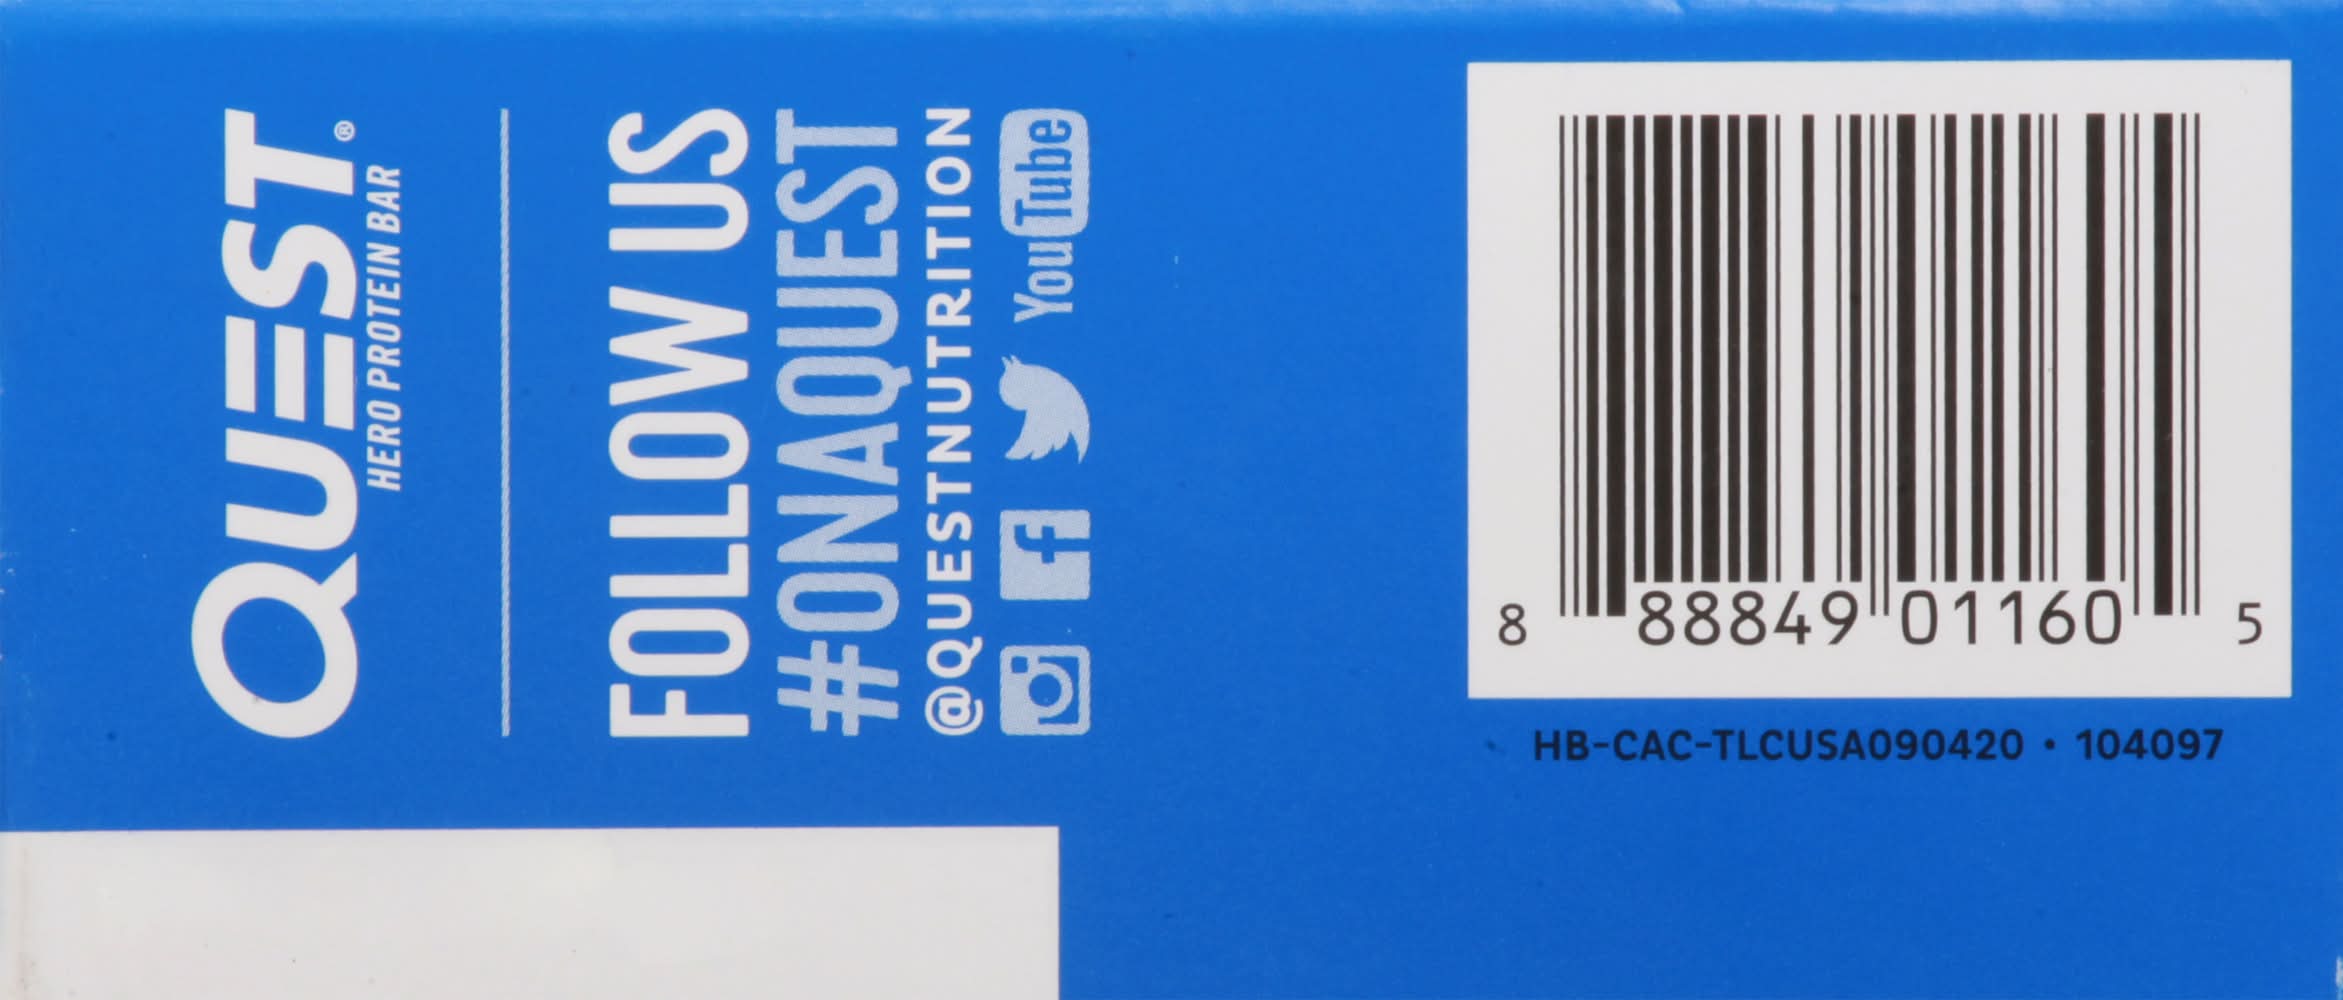 QUEST®
HERO PROTEIN BAR
FOLLOW US
#ONAQUEST
@QUESTNUTRITION
f YouTube
8 88849 01160 5
HB-CAC-TLCUSA090420 • 104097